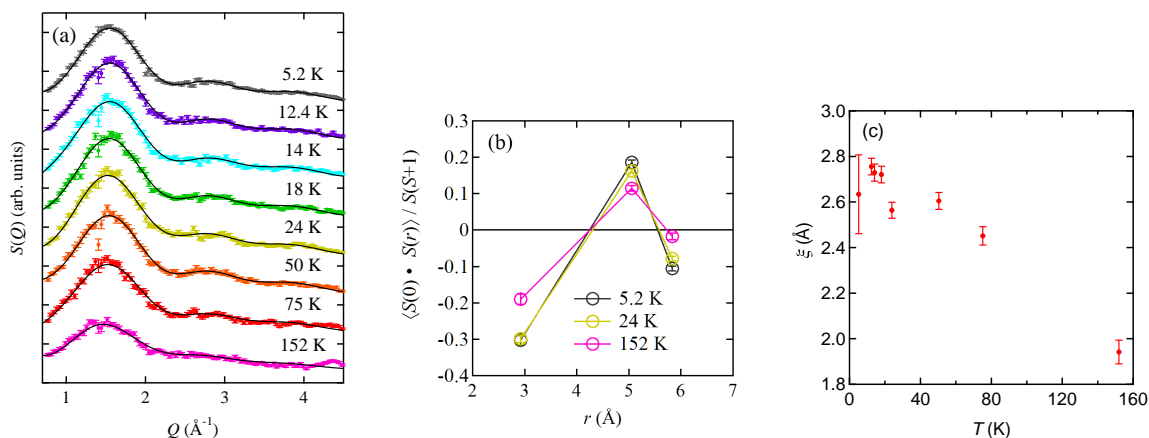 (a)
5.2 K
12.4 K
14 K
18 K
24 K
50 K
75 K
152 K
S(Q) (arb. units)
1 2 3 4
Q (Å⁻¹)
(b)
0.3
0.2
0.1
0
-0.1
-0.2
-0.3
-0.4
⟨S(0) • S(r)⟩ / S(S+1)
5.2 K
24 K
152 K
1 2 3 4 5 6 7
r (Å)
(c)
3.0
2.8
2.6
2.4
2.2
2.0
1.8
ξ (Å)
0 40 80 120 160
T (K)